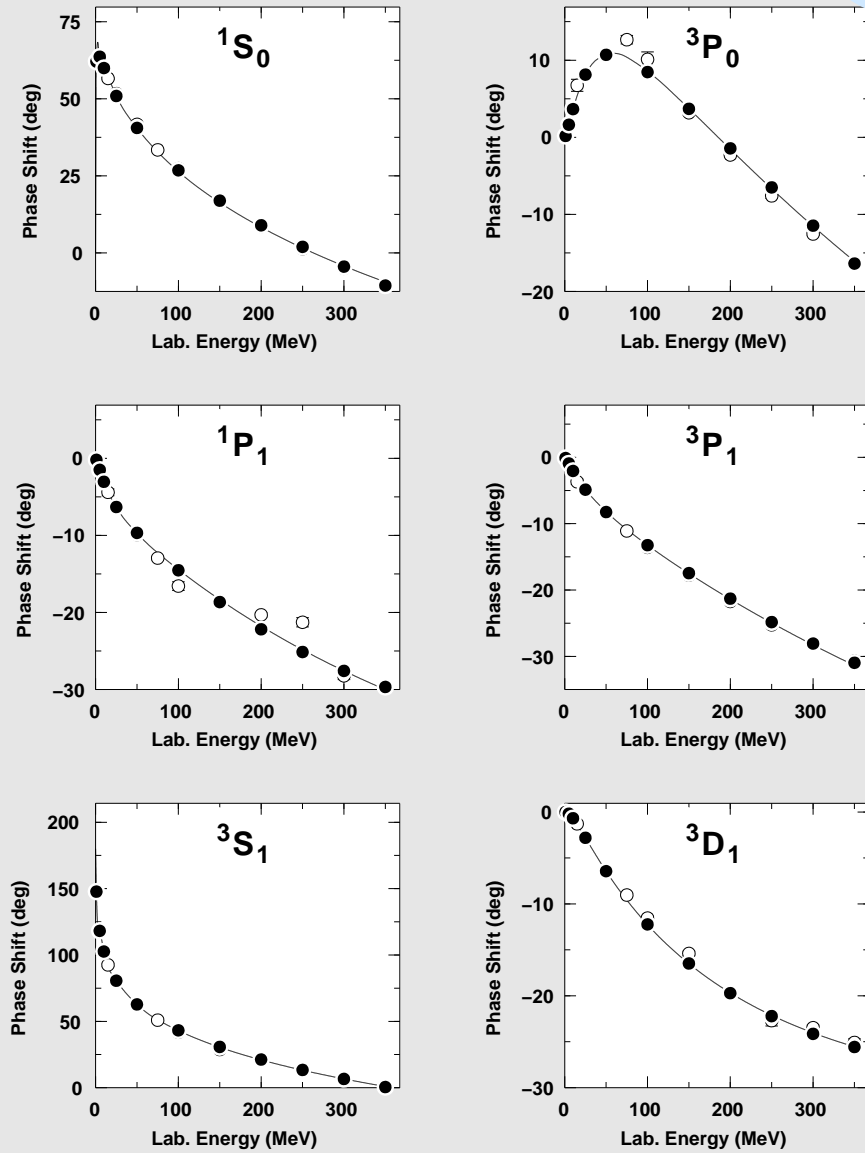 ¹S₀
Phase Shift (deg)
75
50
25
0
0 100 200 300
Lab. Energy (MeV)
³P₀
Phase Shift (deg)
10
0
−10
−20
0 100 200 300
Lab. Energy (MeV)
¹P₁
Phase Shift (deg)
0
−10
−20
−30
0 100 200 300
Lab. Energy (MeV)
³P₁
Phase Shift (deg)
0
−10
−20
−30
0 100 200 300
Lab. Energy (MeV)
³S₁
Phase Shift (deg)
200
150
100
50
0
0 100 200 300
Lab. Energy (MeV)
³D₁
Phase Shift (deg)
0
−10
−20
−30
0 100 200 300
Lab. Energy (MeV)